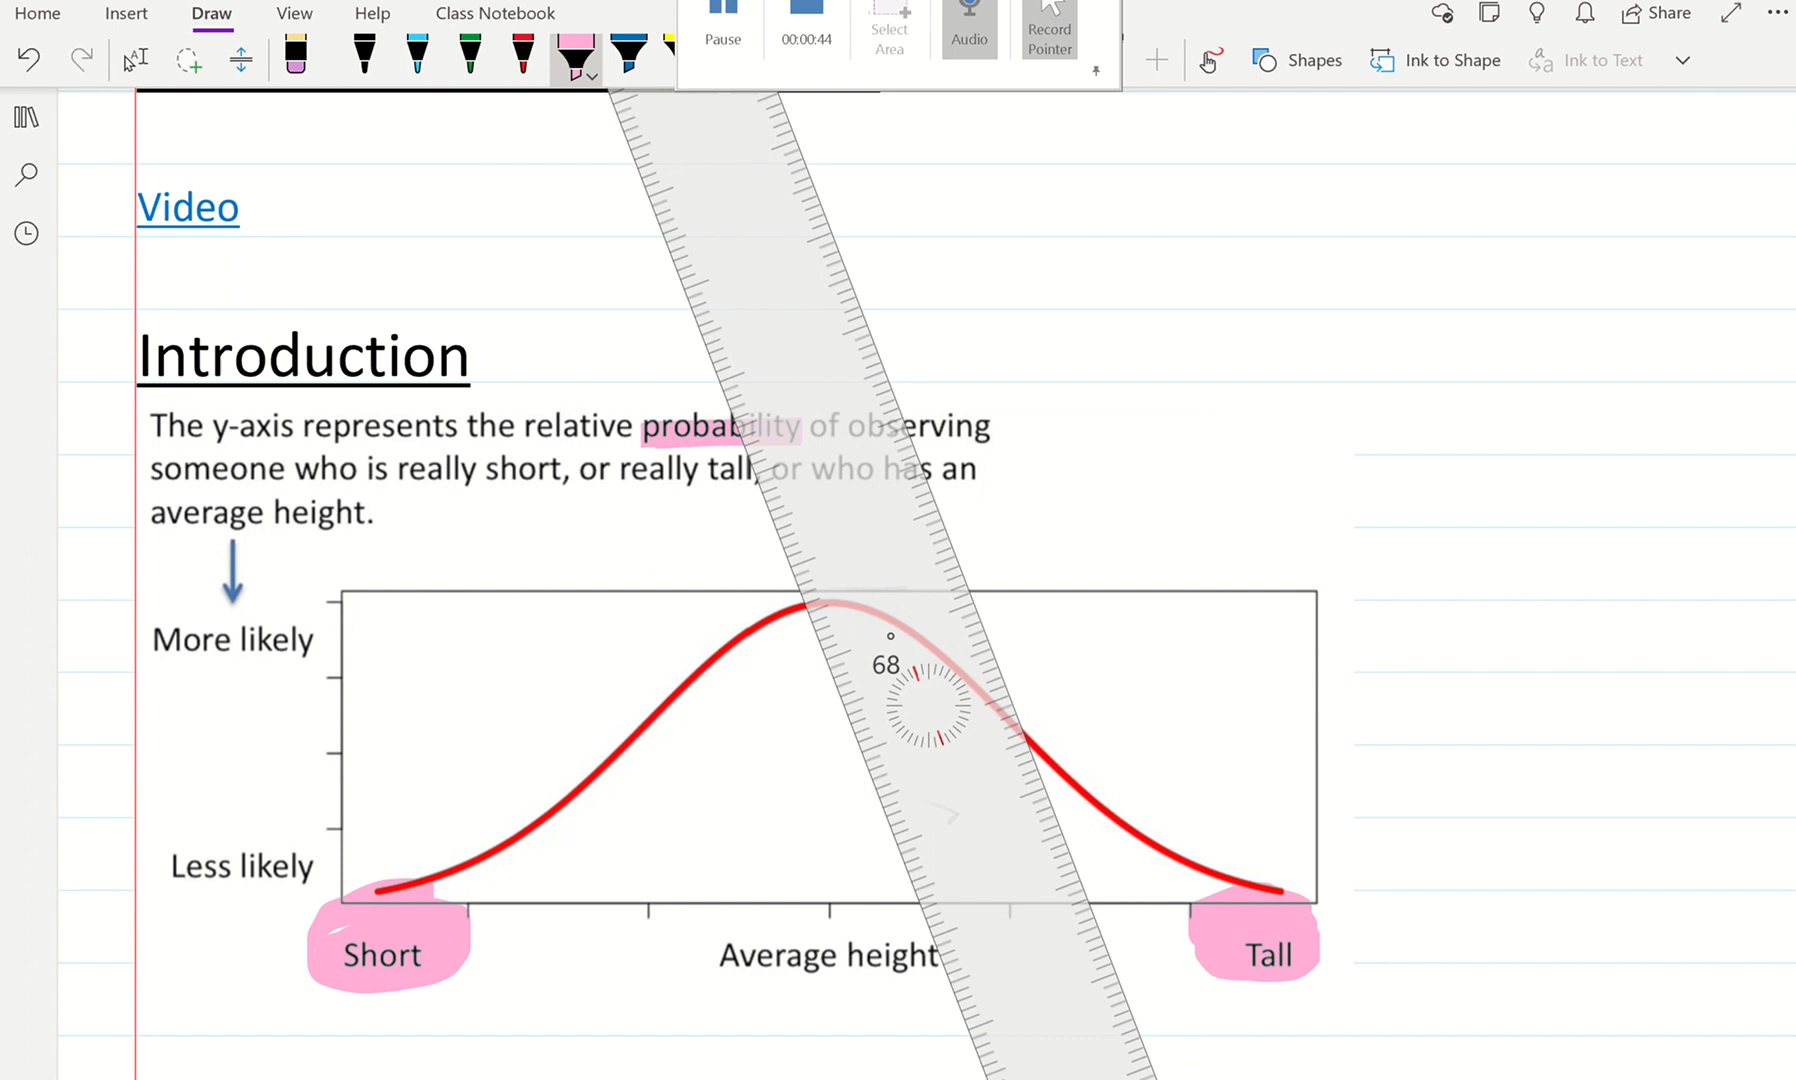 Home Insert Draw View Help Class Notebook
Pause 00:00:44 Select Area Audio Record Pointer
Share
Shapes Ink to Shape Ink to Text
Video
Introduction
The y-axis represents the relative probability of observing
someone who is really short, or really tall, or who has an
average height.
More likely
68°
Less likely
Short Average height Tall